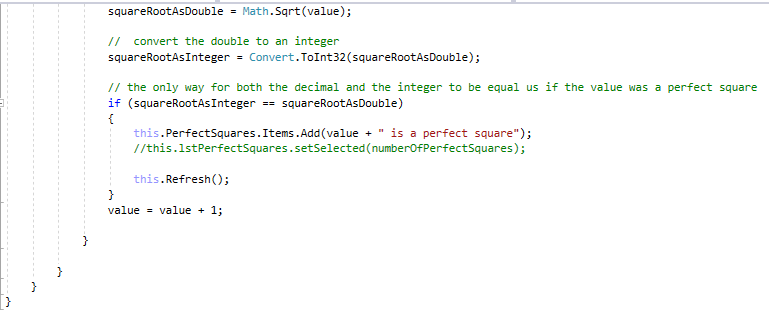 squareRootAsDouble = Math.Sqrt(value);
// convert the double to an integer
squareRootAsInteger = Convert.ToInt32(squareRootAsDouble);
// the only way for both the decimal and the integer to be equal us if the value was a perfect square
if (squareRootAsInteger == squareRootAsDouble)
{
this.PerfectSquares.Items.Add(value + " is a perfect square");
//this.lstPerfectSquares.setSelected(numberOfPerfectSquares);
this.Refresh();
}
value = value + 1;
}
}
}
}